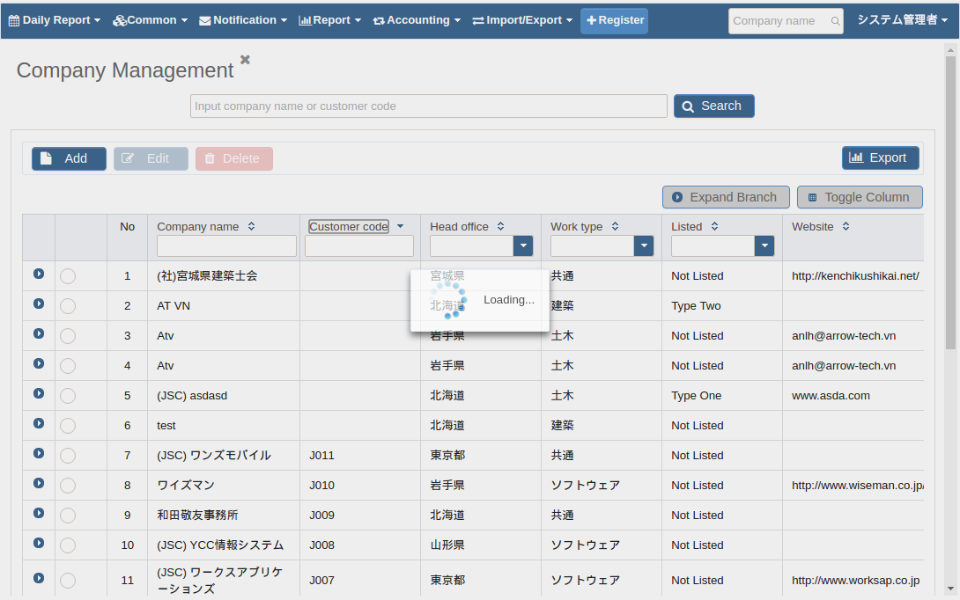 Daily Report Common Notification Report Accounting Import/Export Register Company name システム管理者
Company Management
Input company name or customer code Search
Add Edit Delete Export
Expand Branch Toggle Column
No Company name Customer code Head office Work type Listed Website
1 (社)宮城県建築士会 宮城県 共通 Not Listed http://kenchikushikai.net/
2 AT VN 北海道 建築 Type Two
Loading...
3 Atv 岩手県 土木 Not Listed anlh@arrow-tech.vn
4 Atv 岩手県 土木 Not Listed anlh@arrow-tech.vn
5 (JSC) asdasd 北海道 土木 Type One www.asda.com
6 test 北海道 建築 Not Listed
7 (JSC) ワンズモバイル J011 東京都 共通 Not Listed
8 ワイズマン J010 岩手県 ソフトウェア Not Listed http://www.wiseman.co.jp/
9 和田敬友事務所 J009 北海道 共通 Not Listed
10 (JSC) YCC情報システム J008 山形県 ソフトウェア Not Listed
11 (JSC) ワークスアプリケ J007 東京都 ソフトウェア Not Listed http://www.worksap.co.jp
ーションズ